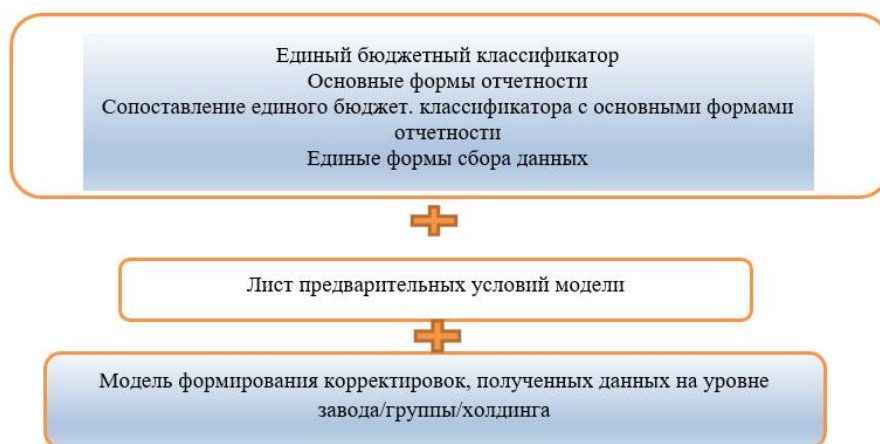 Единый бюджетный классификатор
Основные формы отчетности
Сопоставление единого бюджет. классификатора с основными формами
отчетности
Единые формы сбора данных
Лист предварительных условий модели
Модель формирования корректировок, полученных данных на уровне
завода/группы/холдинга